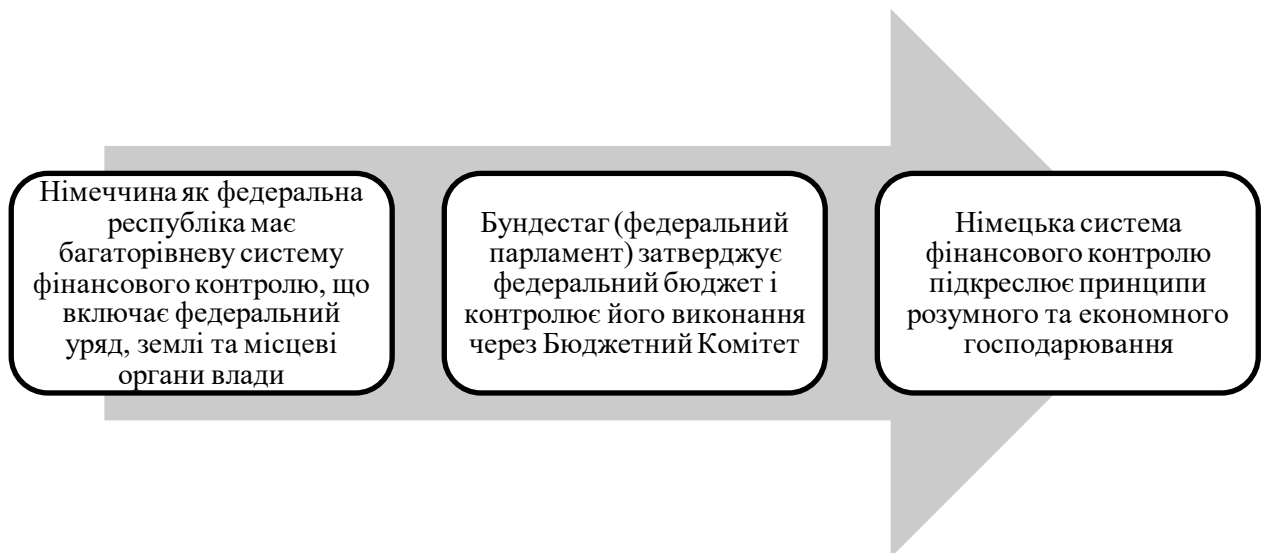 Німеччина як федеральна
республіка має
багаторівневу систему
фінансового контролю, що
включає федеральний
уряд, землі та місцеві
органи влади
Бундестаг (федеральний
парламент) затверджує
федеральний бюджет і
контролює його виконання
через Бюджетний Комітет
Німецька система
фінансового контролю
підкреслює принципи
розумного та економного
господарювання